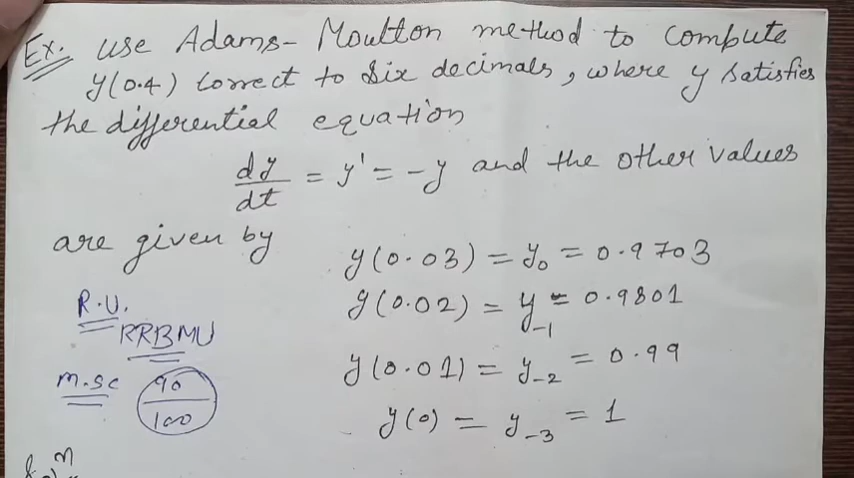 Ex. use Adams-Moulton method to compute
y(0.4) correct to six decimals, where y satisfies
the differential equation
dy/dt = y' = -y and the other values
are given by
y(0.03) = y₀ = 0.9703
y(0.02) = y₋₁ = 0.9801
y(0.01) = y₋₂ = 0.99
y(0) = y₋₃ = 1
R.U.
RRBMU
M.Sc
90/100
Solⁿ